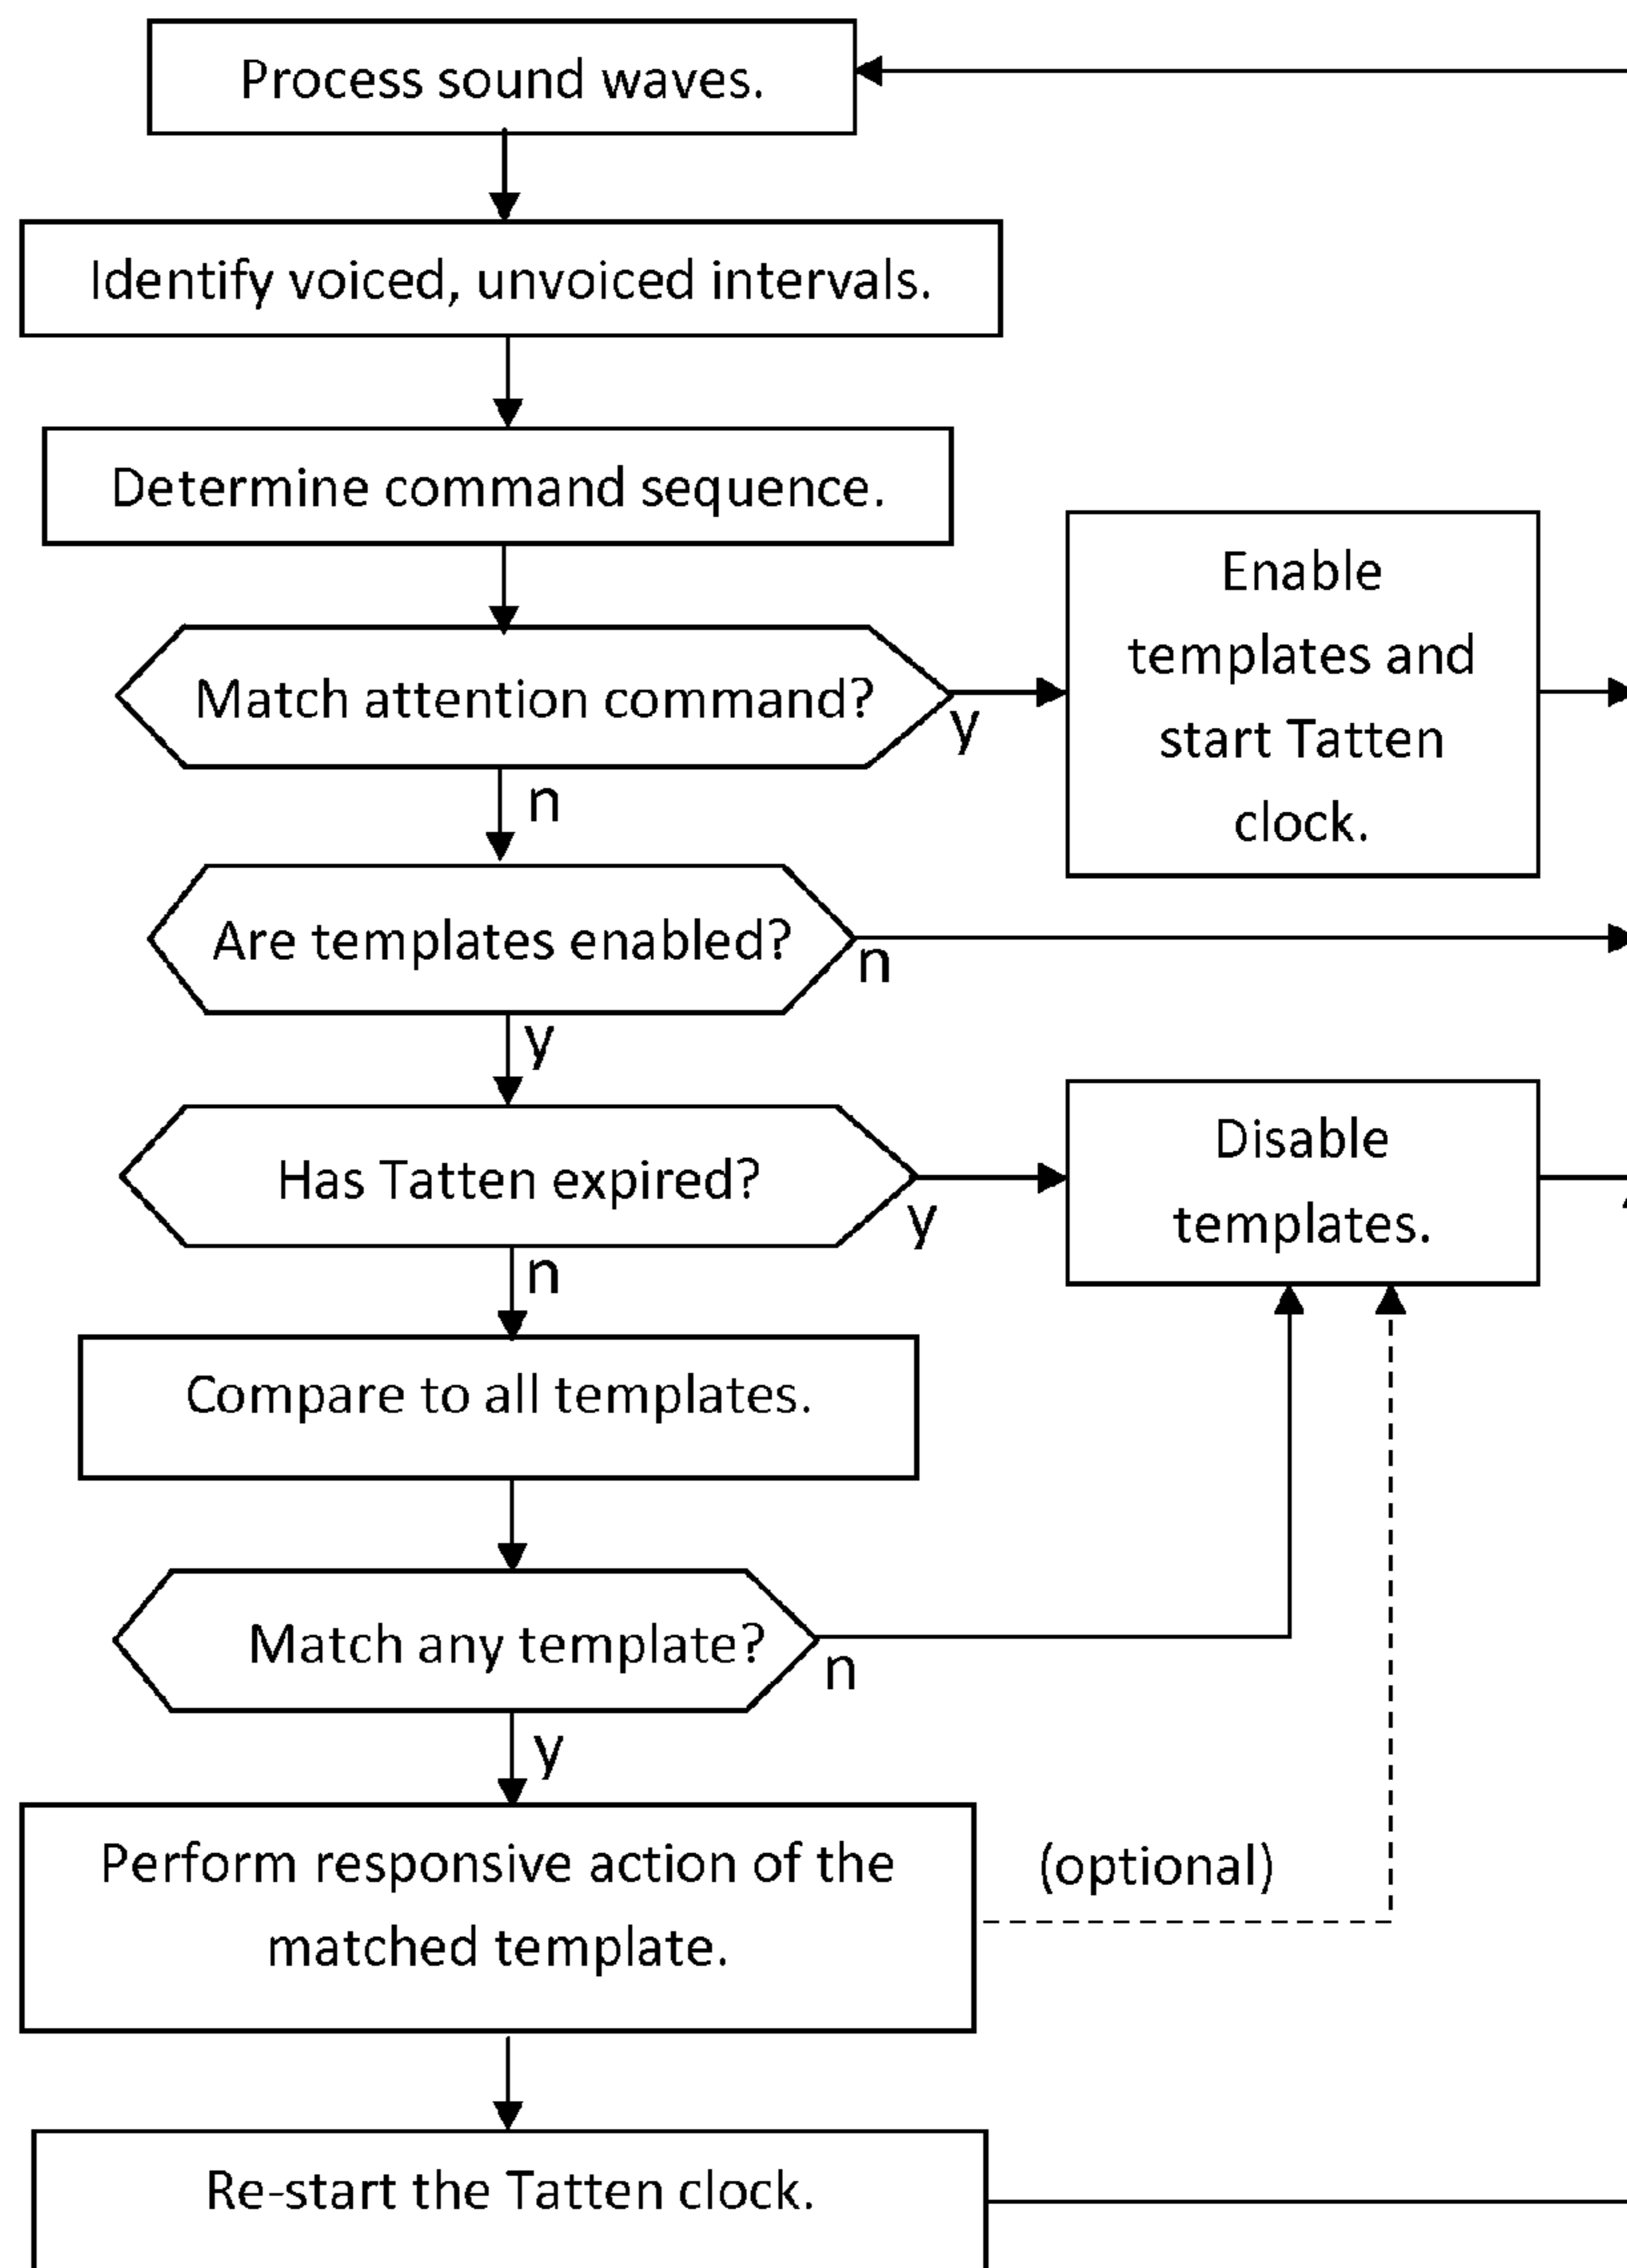 Process sound waves.
Identify voiced, unvoiced intervals.
Determine command sequence.
Match attention command?
y
Enable
templates and
start Tatten
clock.
n
Are templates enabled?
n
y
Has Tatten expired?
y
Disable
templates.
n
Compare to all templates.
Match any template?
n
y
Perform responsive action of the
matched template.
(optional)
Re-start the Tatten clock.